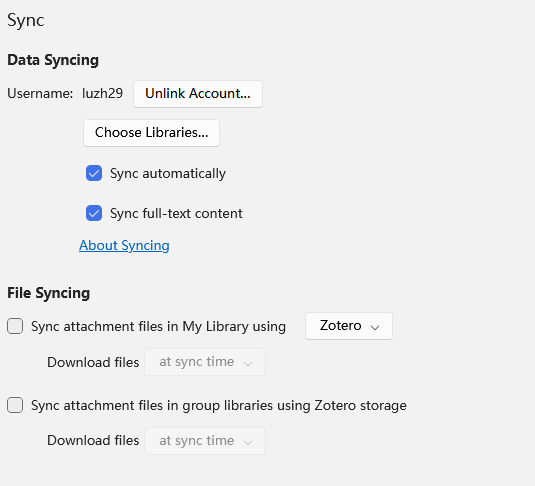 Sync
Data Syncing
Username: luzh29 Unlink Account...
Choose Libraries...
Sync automatically
Sync full-text content
About Syncing
File Syncing
Sync attachment files in My Library using Zotero
Download files at sync time
Sync attachment files in group libraries using Zotero storage
Download files at sync time